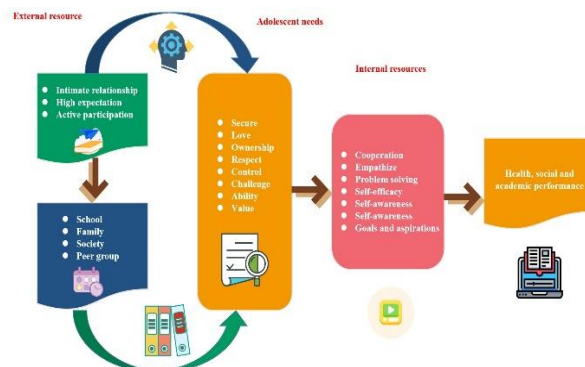 External resource
Adolescent needs
Intimate relationship
High expectation
Active participation
School
Family
Society
Peer group
Secure
Love
Ownership
Respect
Control
Challenge
Ability
Value
Internal resources
Cooperation
Empathize
Problem solving
Self-efficacy
Self-awareness
Self-awareness
Goals and aspirations
Health, social and
academic performance